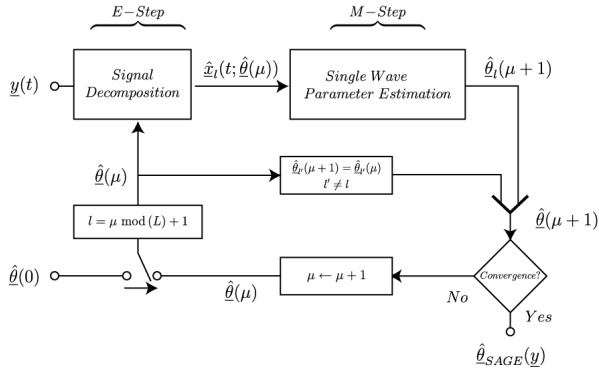 E-Step
M-Step
y(t)
Signal
Decomposition
x̂_l(t; θ̂(μ))
Single Wave
Parameter Estimation
θ̂_l(μ+1)
θ̂(μ)
θ̂_l'(μ+1) = θ̂_l'(μ)
l' ≠ l
l = μ mod (L) + 1
θ̂(μ+1)
θ̂(0)
θ̂(μ)
μ ← μ + 1
Convergence?
No
Yes
θ̂_SAGE(y)